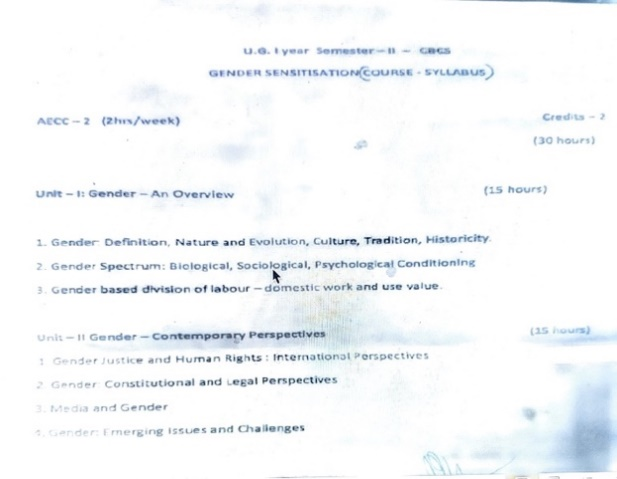 U.G. I year Semester – II – CBCS
GENDER SENSITISATION(COURSE - SYLLABUS)
AECC – 2 (2hrs/week) Credits – 2
(30 hours)
Unit – I: Gender – An Overview (15 hours)
1. Gender: Definition, Nature and Evolution, Culture, Tradition, Historicity.
2. Gender Spectrum: Biological, Sociological, Psychological Conditioning
3. Gender based division of labour – domestic work and use value.
Unit – II Gender – Contemporary Perspectives (15 hours)
1. Gender Justice and Human Rights : International Perspectives
2. Gender: Constitutional and Legal Perspectives
3. Media and Gender
4. Gender: Emerging Issues and Challenges